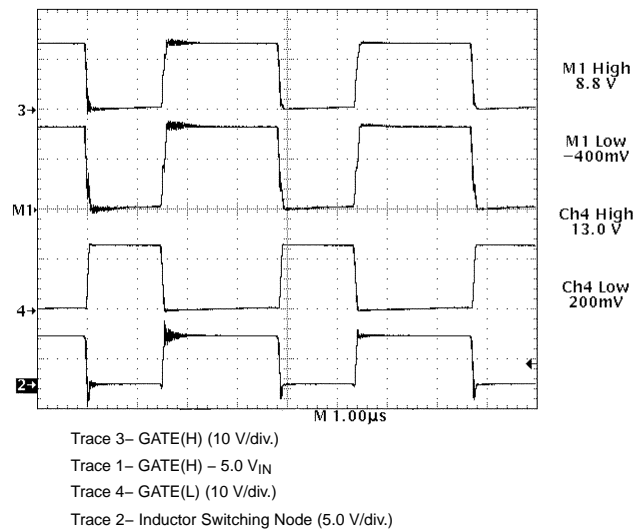 3→
M1
4→
2→
M1 High
8.8 V
M1 Low
−400mV
Ch4 High
13.0 V
Ch4 Low
200mV
M 1.00µs
Trace 3– GATE(H) (10 V/div.)
Trace 1– GATE(H) – 5.0 VIN
Trace 4– GATE(L) (10 V/div.)
Trace 2– Inductor Switching Node (5.0 V/div.)